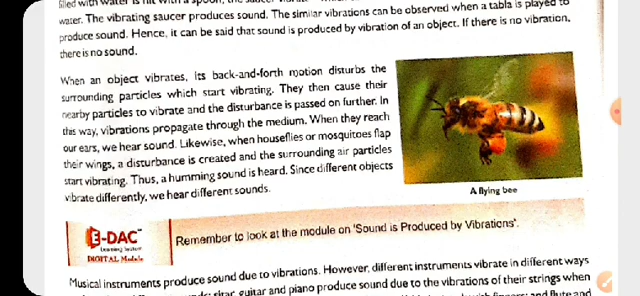 filled with water is hit with a spoon, the saucer
water. The vibrating saucer produces sound. The similar vibrations can be observed when a tabla is played to
produce sound. Hence, it can be said that sound is produced by vibration of an object. If there is no vibration,
there is no sound.
When an object vibrates, its back-and-forth motion disturbs the
surrounding particles which start vibrating. They then cause their
nearby particles to vibrate and the disturbance is passed on further. In
this way, vibrations propagate through the medium. When they reach
our ears, we hear sound. Likewise, when houseflies or mosquitoes flap
their wings, a disturbance is created and the surrounding air particles
start vibrating. Thus, a humming sound is heard. Since different objects
vibrate differently, we hear different sounds.
A flying bee
E-DAC
Learning System
DIGITAL Module
Remember to look at the module on 'Sound is Produced by Vibrations'.
Musical instruments produce sound due to vibrations. However, different instruments vibrate in different ways
sitar, guitar and piano produce sound due to the vibrations of their strings when